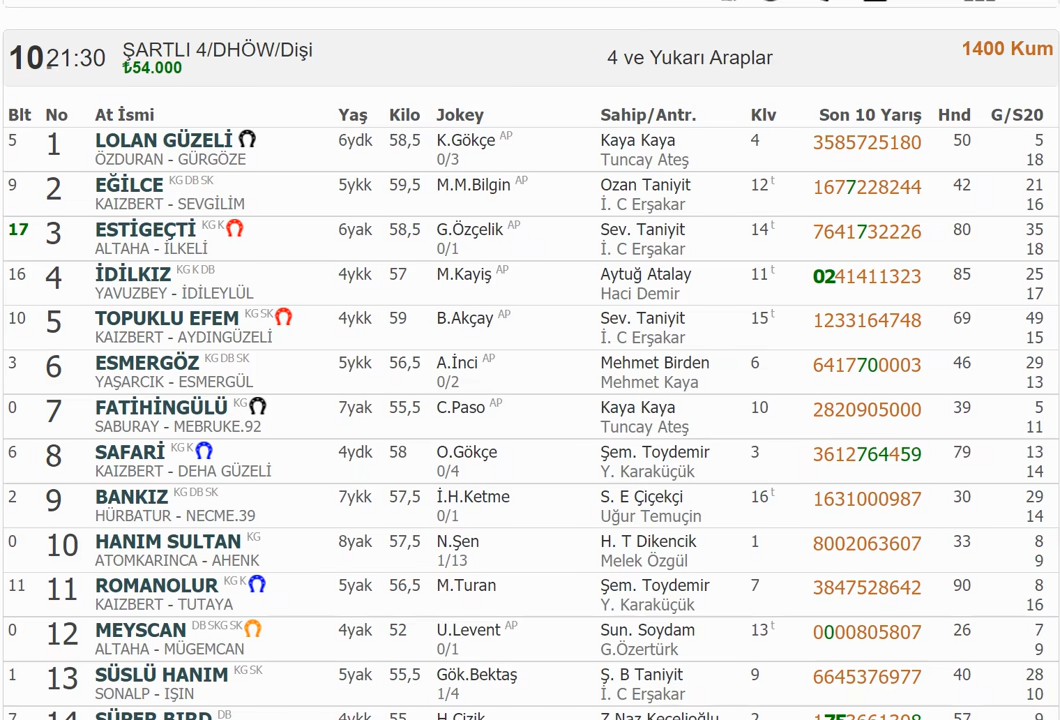 10 21:30 ŞARTLI 4/DHÖW/Dişi 4 ve Yukarı Araplar 1400 Kum
₺54.000
Blt No At İsmi Yaş Kilo Jokey Sahip/Antr. Klv Son 10 Yarış Hnd G/S20
5 1 LOLAN GÜZELİ 6ydk 58,5 K.Gökçe AP Kaya Kaya 4 3585725180 50 5
ÖZDURAN - GÜRGÖZE 0/3 Tuncay Ateş 18
9 2 EĞİLCE KG DB SK 5ykk 59,5 M.M.Bilgin AP Ozan Taniyit 12t 1677228244 42 21
KAIZBERT - SEVGİLİM İ. C Erşakar 16
17 3 ESTİGEÇTİ KG K 6yak 58,5 G.Özçelik AP Sev. Taniyit 14t 7641732226 80 35
ALTAHA - İLKELİ 0/1 İ. C Erşakar 18
16 4 İDİLKIZ KG K DB 4ykk 57 M.Kayiş AP Aytuğ Atalay 11t 0241411323 85 25
YAVUZBEY - İDİLEYLÜL Haci Demir 17
10 5 TOPUKLU EFEM KG SK 4ykk 59 B.Akçay AP Sev. Taniyit 15t 1233164748 69 49
KAIZBERT - AYDINGÜZELİ İ. C Erşakar 15
3 6 ESMERGÖZ KG DB SK 5ykk 56,5 A.İnci AP Mehmet Birden 6 6417700003 46 29
YAŞARCIK - ESMERGÜL 0/2 Mehmet Kaya 13
0 7 FATİHİNGÜLÜ KG 7yak 55,5 C.Paso AP Kaya Kaya 10 2820905000 39 5
SABURAY - MEBRUKE.92 Tuncay Ateş 11
6 8 SAFARİ KG K 4ydk 58 O.Gökçe Şem. Toydemir 3 3612764459 79 13
KAIZBERT - DEHA GÜZELİ 0/4 Y. Karaküçük 14
2 9 BANKIZ KG DB SK 7ykk 57,5 İ.H.Ketme S. E Çiçekçi 16t 1631000987 30 29
HÜRBATUR - NECME.39 0/1 Uğur Temuçin 14
0 10 HANIM SULTAN KG 8yak 57,5 N.Şen H. T Dikencik 1 8002063607 33 8
ATOMKARINCA - AHENK 1/13 Melek Özgül 9
11 11 ROMANOLUR KG K 5yak 56,5 M.Turan Şem. Toydemir 7 3847528642 90 8
KAIZBERT - TUTAYA Y. Karaküçük 16
0 12 MEYSCAN DB SKG SK 4yak 52 U.Levent AP Sun. Soydam 13t 0000805807 26 7
ALTAHA - MÜGEMCAN 0/1 G.Özertürk 9
1 13 SÜSLÜ HANIM KG SK 5yak 55,5 Gök.Bektaş Ş. B Taniyit 9 6645376977 40 28
SONALP - IŞIN 1/4 İ. C Erşakar 10
7 14 SÜPER BIRD DB 4ykk 55 H.Çizik Z.Naz Keçelioğlu 2 57 9